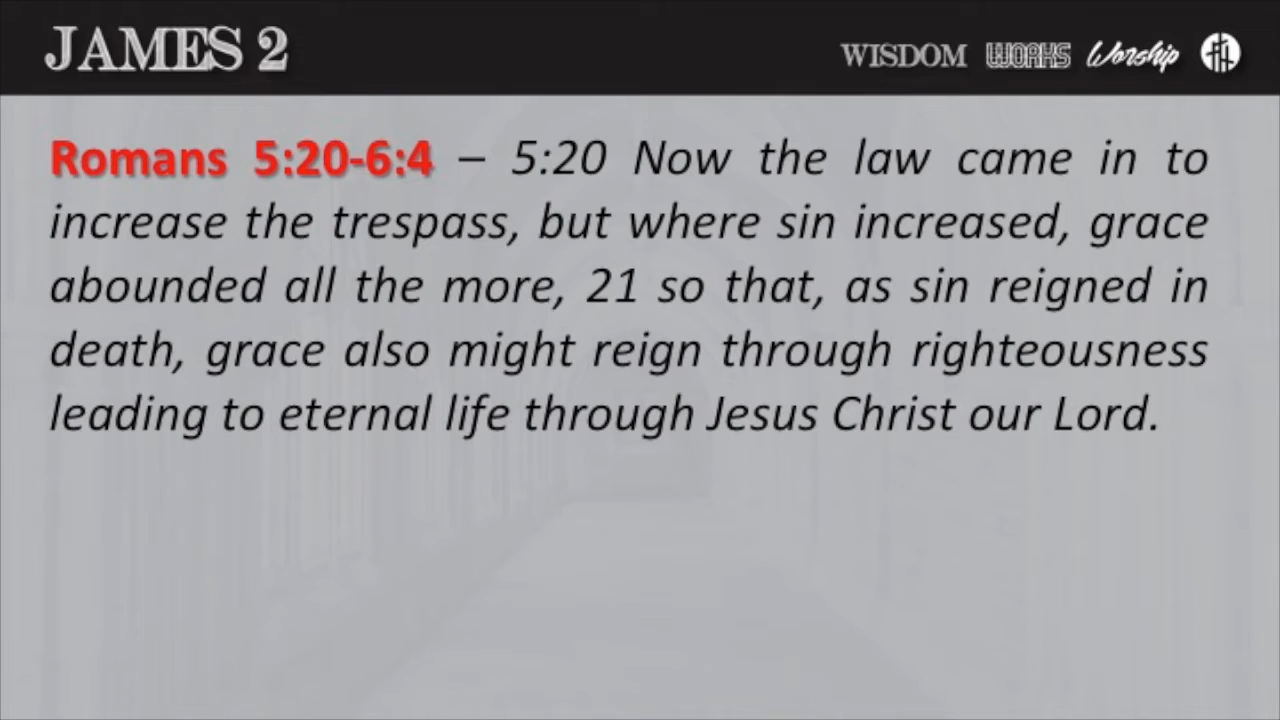 JAMES 2
WISDOM WORKS Worship
Romans 5:20-6:4 – 5:20 Now the law came in to
increase the trespass, but where sin increased, grace
abounded all the more, 21 so that, as sin reigned in
death, grace also might reign through righteousness
leading to eternal life through Jesus Christ our Lord.